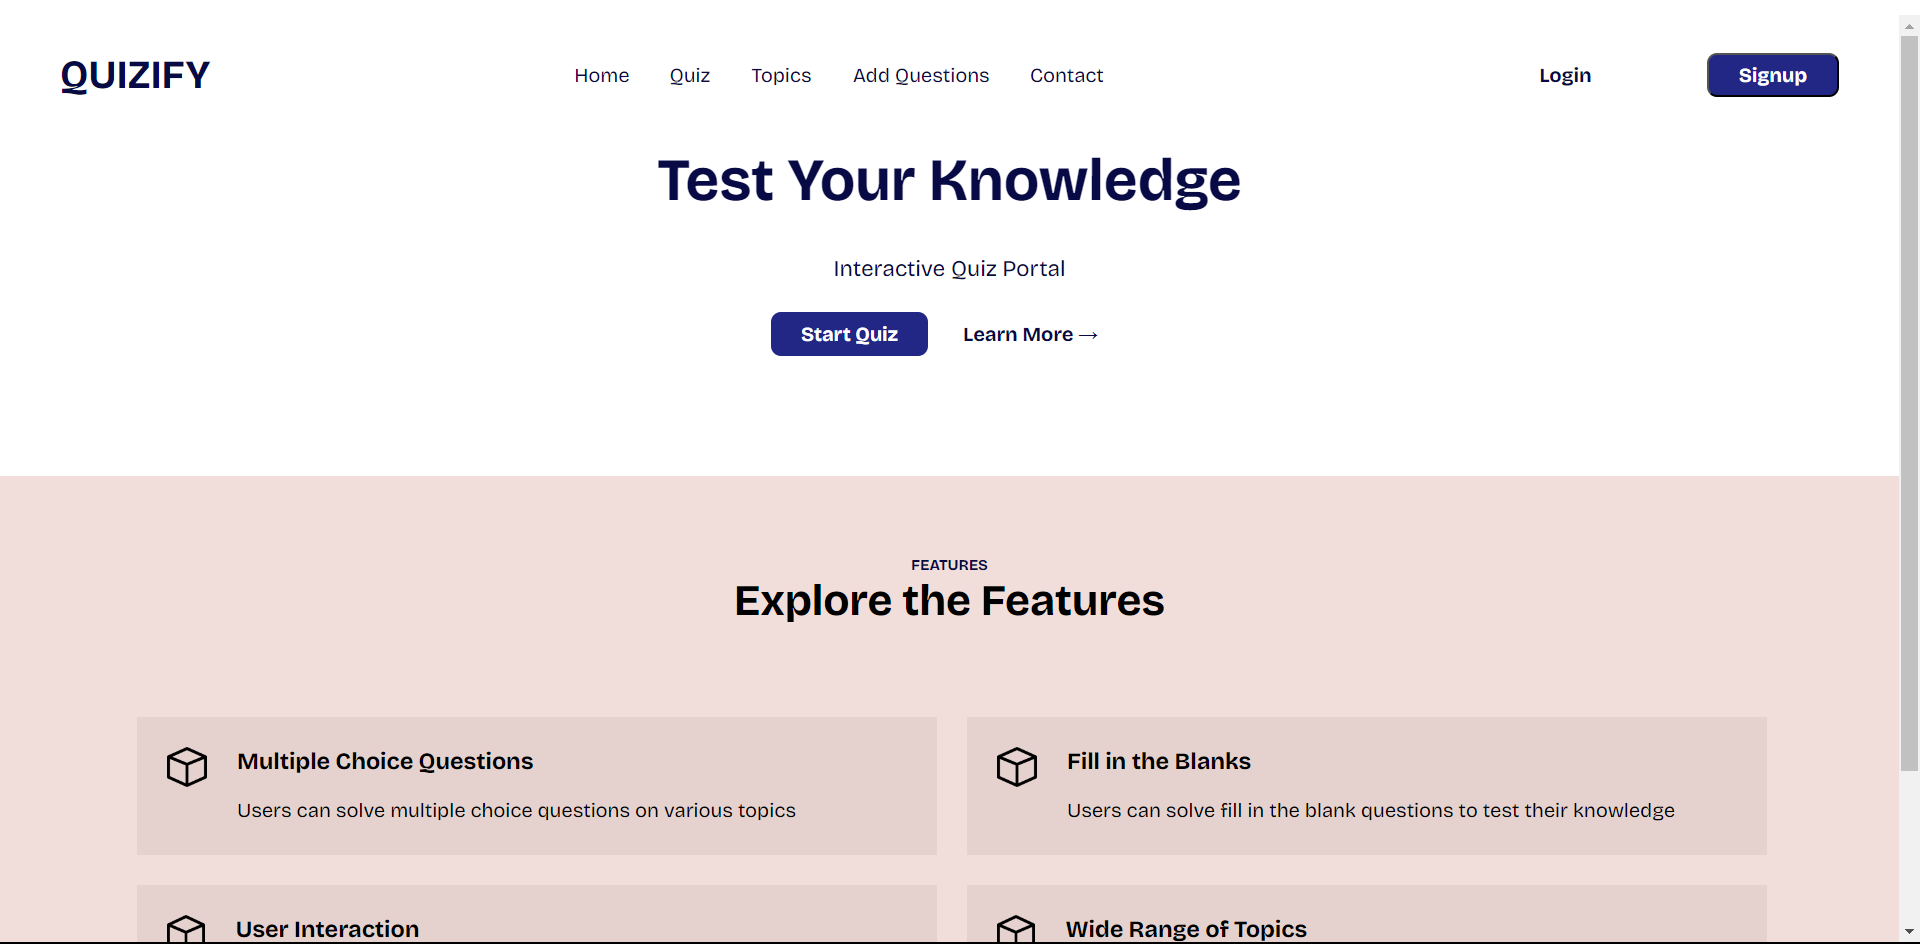 QUIZIFY
Home Quiz Topics Add Questions Contact
Login
Signup
Test Your Knowledge
Interactive Quiz Portal
Start Quiz
Learn More →
FEATURES
Explore the Features
Multiple Choice Questions
Users can solve multiple choice questions on various topics
Fill in the Blanks
Users can solve fill in the blank questions to test their knowledge
User Interaction
Wide Range of Topics